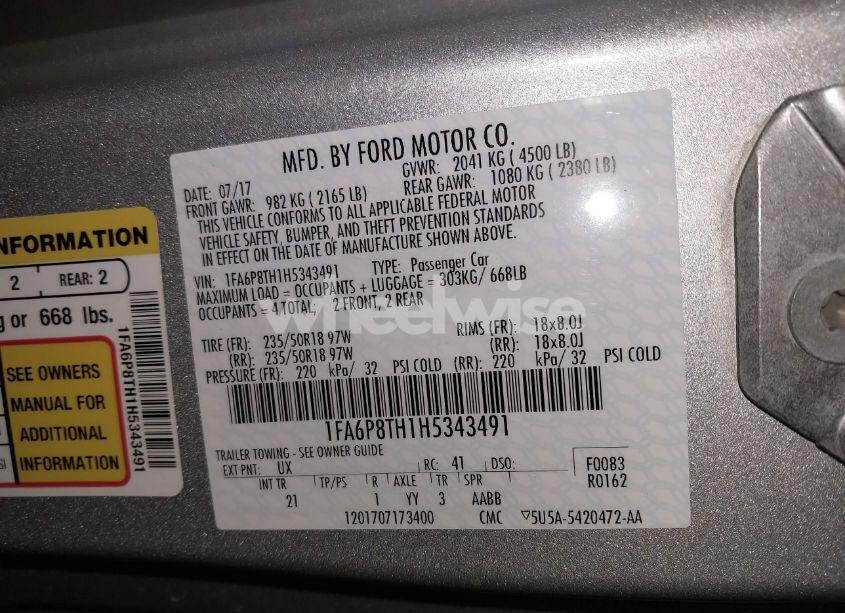 MFD. BY FORD MOTOR CO.
DATE: 07/17 GVWR: 2041 KG ( 4500 LB)
FRONT GAWR: 982 KG ( 2165 LB) REAR GAWR: 1080 KG ( 2380 LB)
THIS VEHICLE CONFORMS TO ALL APPLICABLE FEDERAL MOTOR
VEHICLE SAFETY, BUMPER, AND THEFT PREVENTION STANDARDS
IN EFFECT ON THE DATE OF MANUFACTURE SHOWN ABOVE.
VIN: 1FA6P8TH1H5343491 TYPE: Passenger Car
MAXIMUM LOAD = OCCUPANTS + LUGGAGE = 303KG/ 668LB
OCCUPANTS = 4 TOTAL; 2 FRONT, 2 REAR
TIRE (FR): 235/50R18 97W RIMS (FR): 18x8.0J
(RR): 235/50R18 97W (RR): 18x8.0J
PRESSURE (FR): 220 kPa/ 32 PSI COLD (RR): 220 kPa/ 32 PSI COLD
1FA6P8TH1H5343491
TRAILER TOWING - SEE OWNER GUIDE
EXT PNT: UX RC: 41 DSO: F0083
R0162
INT TR TP/PS R AXLE TR SPR
21 1 YY 3 AABB
1201707173400 CMC ▽5U5A-5420472-AA
NFORMATION
2 REAR: 2
g or 668 lbs.
SEE OWNERS
MANUAL FOR
ADDITIONAL
INFORMATION
1FA6P8TH1H5343491
wheelwise